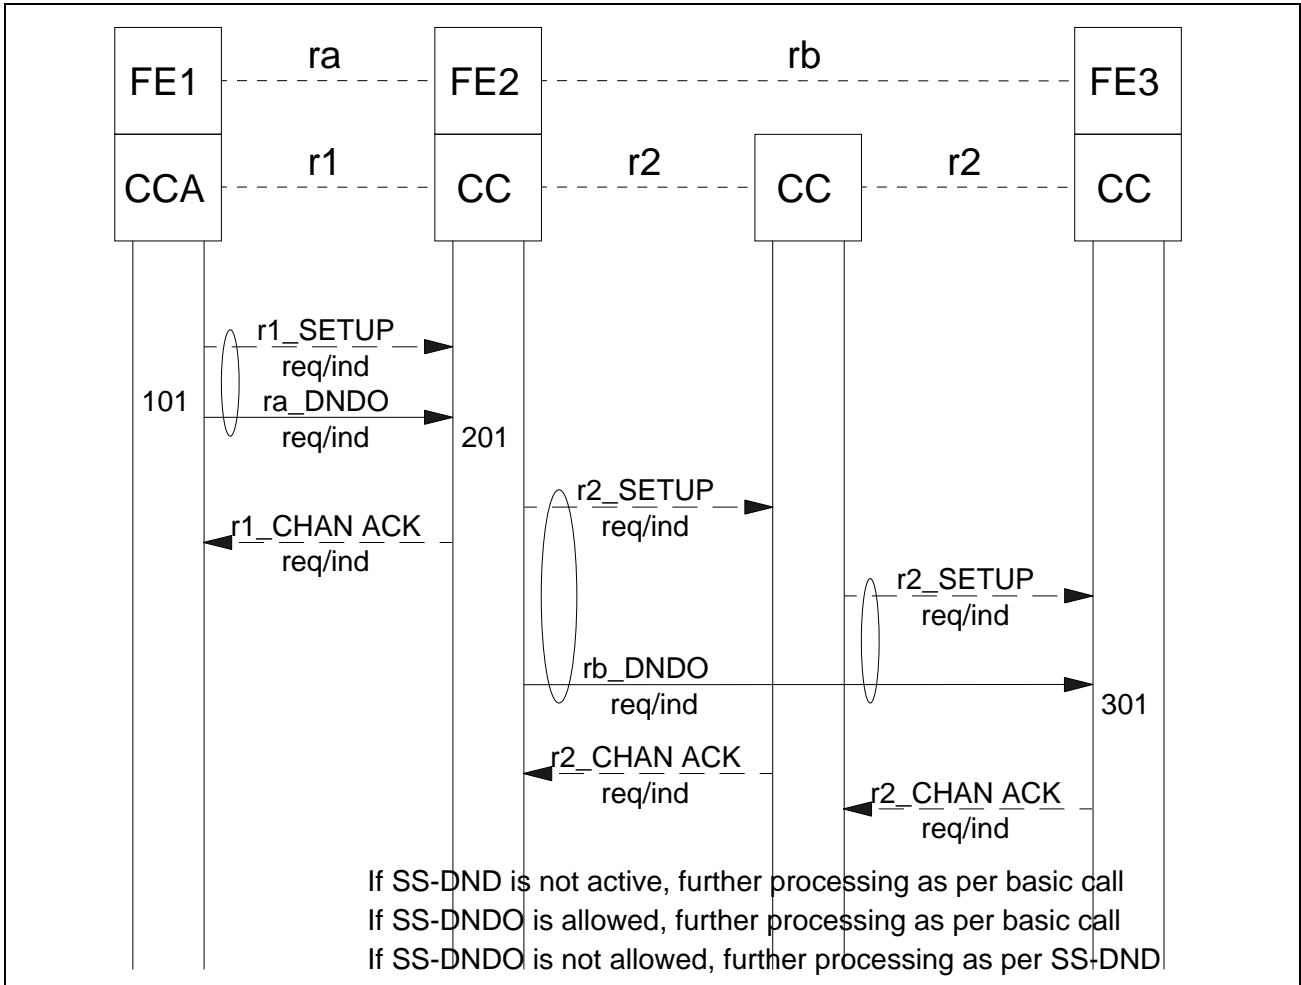 ra
rb
FE1
FE2
FE3
r1
r2
r2
CCA
CC
CC
CC
r1_SETUP
req/ind
101
ra_DNDO
req/ind
201
r2_SETUP
req/ind
r1_CHAN ACK
req/ind
r2_SETUP
req/ind
rb_DNDO
req/ind
301
r2_CHAN ACK
req/ind
r2_CHAN ACK
req/ind
If SS-DND is not active, further processing as per basic call
If SS-DNDO is allowed, further processing as per basic call
If SS-DNDO is not allowed, further processing as per SS-DND